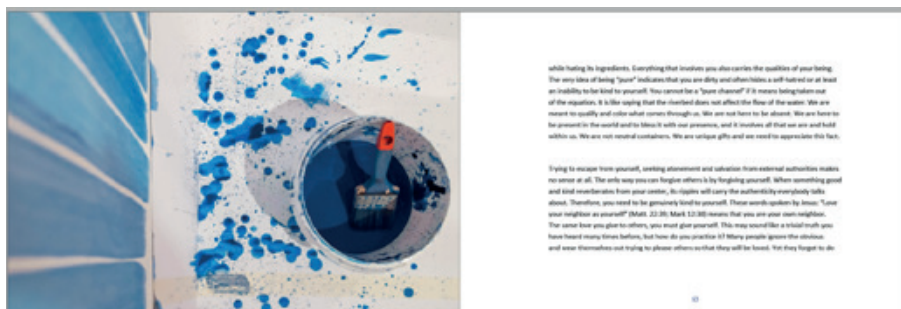 while hating its ingredients. Everything that involves you also carries the qualities of your being.
The very idea of being "pure" indicates that you are dirty and often hides a self-hatred or at least
an inability to be kind to yourself. You cannot be a "pure channel" if it means being taken out
of the equation. It is like saying that the riverbed does not affect the flow of the water. We are
meant to qualify and color what comes through us. We are not here to be absent. We are here to
be present in the world and to bless it with our presence, and it involves all that we are and hold
within us. We are not neutral containers. We are unique gifts and we need to appreciate this fact.
Trying to escape from yourself, seeking atonement and salvation from external authorities makes
no sense at all. The only way you can forgive others is by forgiving yourself. When something good
and kind reverberates from your center, its ripples will carry the authenticity everybody talks
about. Therefore, you need to be genuinely kind to yourself. These words spoken by Jesus: "Love
your neighbor as yourself" (Matt. 22:39; Mark 12:30) means that you are your own neighbor.
The same love you give to others, you must give yourself. This may sound like a trivial truth you
have heard many times before, but how do you practice it? Many people ignore the obvious
and wear themselves out trying to please others so that they will be loved. Yet they forget to do